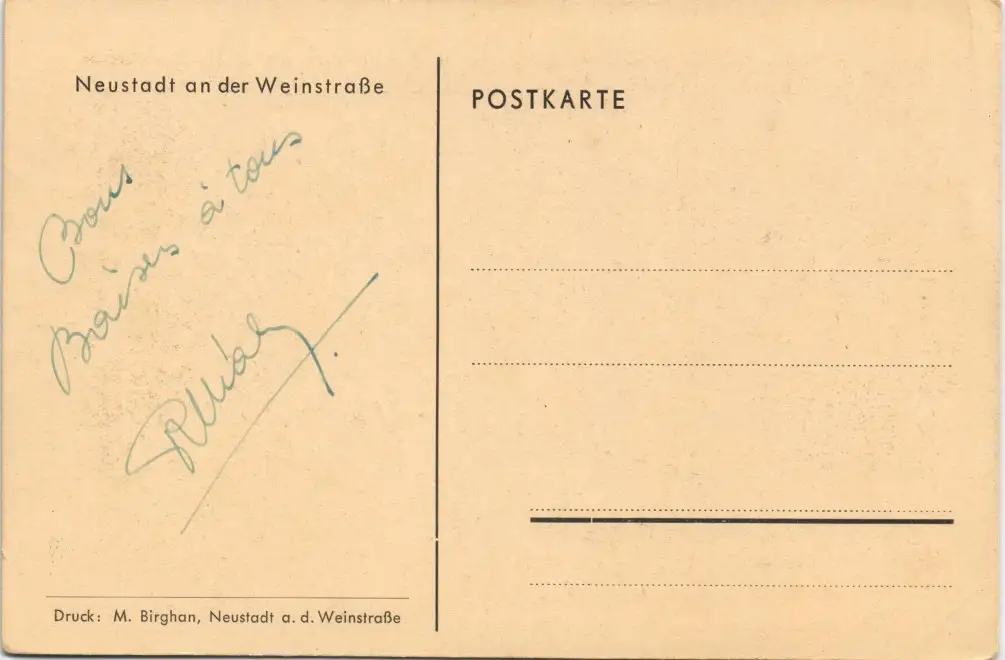 Neustadt an der Weinstraße
Bons
Baisers à tous
POSTKARTE
Druck: M. Birghan, Neustadt a. d. Weinstraße